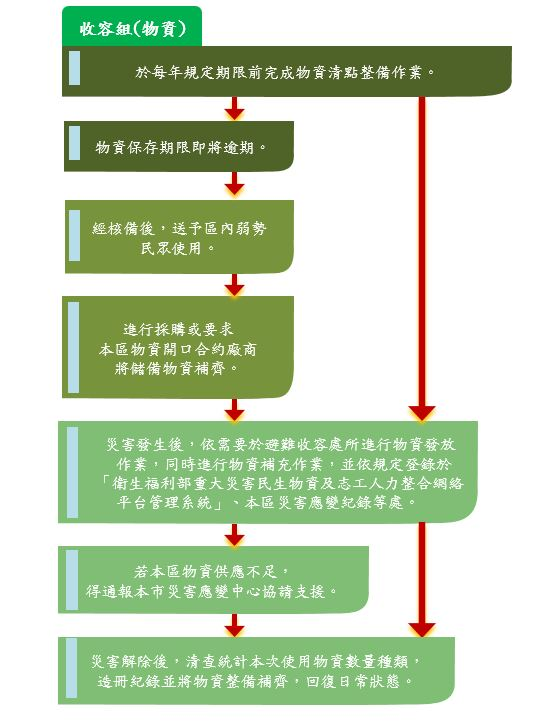 收容組(物資)
於每年規定期限前完成物資清點整備作業。
物資保存期限即將逾期。
經核備後，送予區內弱勢
民眾使用。
進行採購或要求
本區物資開口合約廠商
將儲備物資補齊。
災害發生後，依需要於避難收容處所進行物資發放
作業，同時進行物資補充作業，並依規定登錄於
「衛生福利部重大災害民生物資及志工人力整合網絡
平台管理系統」、本區災害應變紀錄等處。
若本區物資供應不足，
得通報本市災害應變中心協請支援。
災害解除後，清查統計本次使用物資數量種類，
造冊紀錄並將物資整備補齊，回復日常狀態。